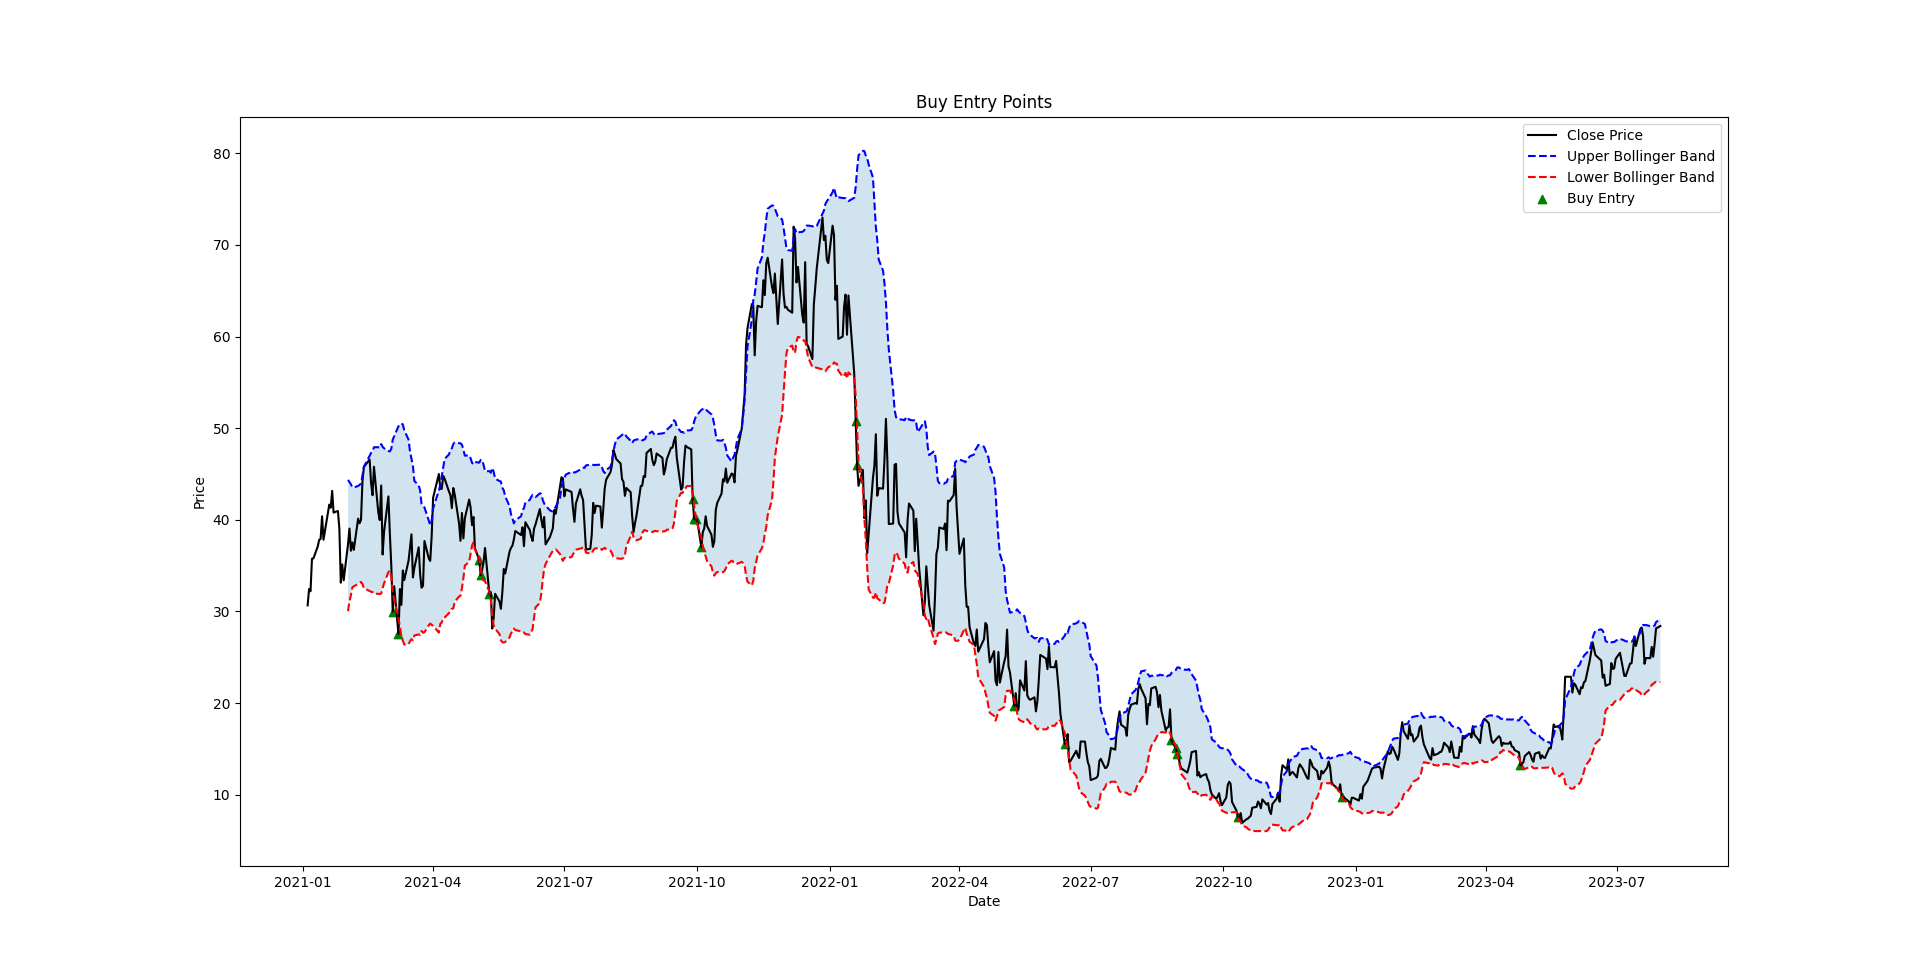 Buy Entry Points
Close Price
Upper Bollinger Band
Lower Bollinger Band
Buy Entry
Price
80
70
60
50
40
30
20
10
2021-01
2021-04
2021-07
2021-10
2022-01
2022-04
2022-07
2022-10
2023-01
2023-04
2023-07
Date